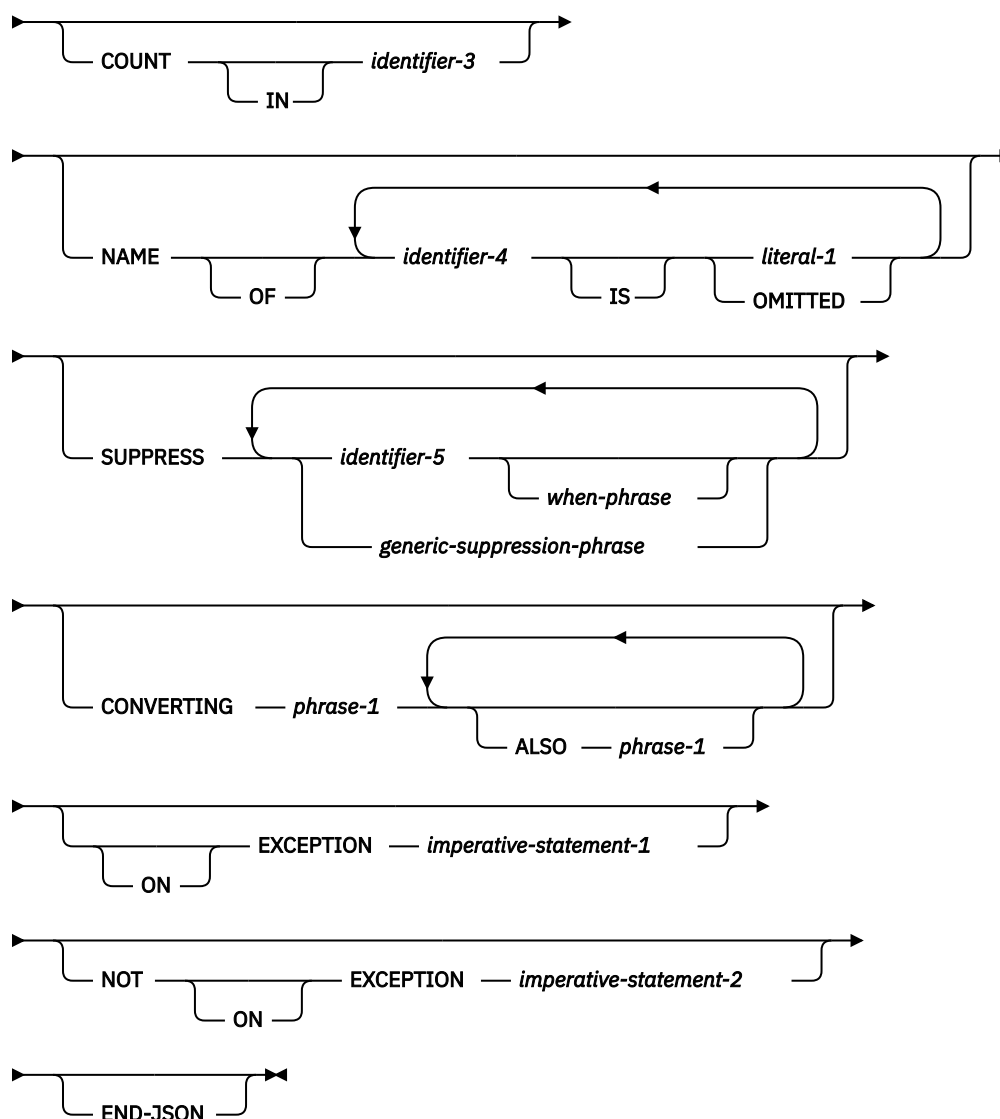 COUNT identifier-3
IN
NAME identifier-4 literal-1
OF IS OMITTED
SUPPRESS identifier-5
when-phrase
generic-suppression-phrase
CONVERTING phrase-1
ALSO phrase-1
EXCEPTION imperative-statement-1
ON
NOT EXCEPTION imperative-statement-2
ON
END-JSON